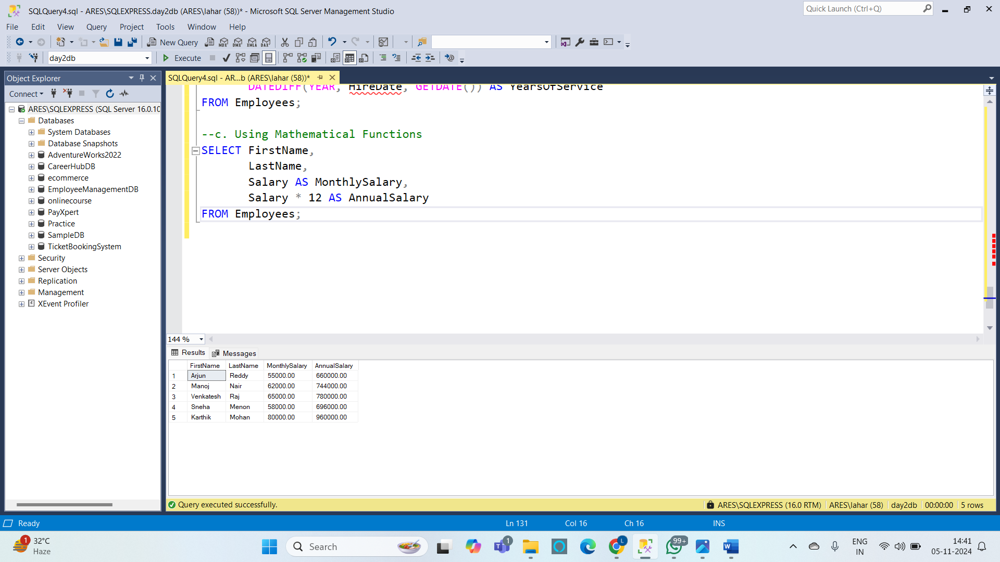 SQLQuery4.sql - ARES\SQLEXPRESS.day2db (ARES\lahar (58))* - Microsoft SQL Server Management Studio
Quick Launch (Ctrl+Q)
File Edit View Query Project Tools Window Help
New Query MDX DMX XMLA DAX
day2db Execute
Object Explorer
SQLQuery4.sql - AR...b (ARES\lahar (58))*
Connect
ARES\SQLEXPRESS (SQL Server 16.0.10
Databases
System Databases
Database Snapshots
AdventureWorks2022
CareerHubDB
ecommerce
EmployeeManagementDB
onlinecourse
PayXpert
Practice
SampleDB
TicketBookingSystem
Security
Server Objects
Replication
Management
XEvent Profiler
DATEDIFF(YEAR, HireDate, GETDATE()) AS YearsOfService
FROM Employees;
--c. Using Mathematical Functions
SELECT FirstName,
LastName,
Salary AS MonthlySalary,
Salary * 12 AS AnnualSalary
FROM Employees;
144 %
Results Messages
FirstName LastName MonthlySalary AnnualSalary
1 Arjun Reddy 55000.00 660000.00
2 Manoj Nair 62000.00 744000.00
3 Venkatesh Raj 65000.00 780000.00
4 Sneha Menon 58000.00 696000.00
5 Karthik Mohan 80000.00 960000.00
Query executed successfully. ARES\SQLEXPRESS (16.0 RTM) ARES\lahar (58) day2db 00:00:00 5 rows
Ready Ln 131 Col 16 Ch 16 INS
1 32°C
Haze
Search
1
L
99+
ENG
IN
14:41
05-11-2024